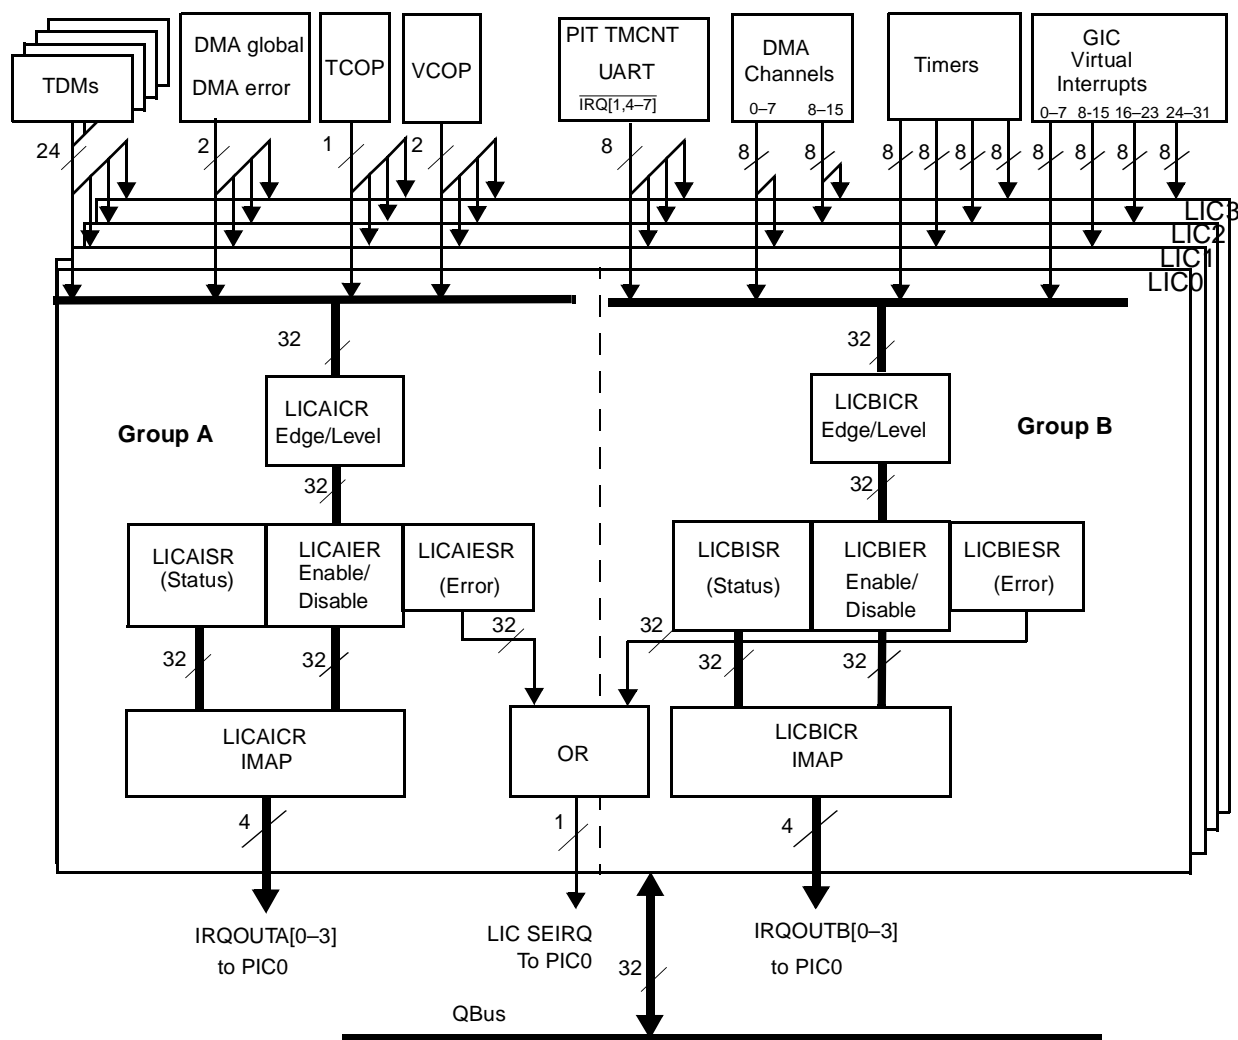 TDMs
DMA global
DMA error
TCOP
VCOP
PIT TMCNT
UART
IRQ[1,4–7]
DMA
Channels
0–7
8–15
Timers
GIC
Virtual
Interrupts
0–7 8-15 16–23 24–31
24
2
1
2
8
8
8
8
8
8
8
8
8
8
8
LIC3
LIC2
LIC1
LIC0
32
32
LICAICR
Edge/Level
LICBICR
Edge/Level
Group A
Group B
32
32
LICAISR
(Status)
LICAIER
Enable/
Disable
LICAIESR
(Error)
LICBISR
(Status)
LICBIER
Enable/
Disable
LICBIESR
(Error)
32
32
32
32
32
32
LICAICR
IMAP
OR
LICBICR
IMAP
4
1
4
IRQOUTA[0–3]
to PIC0
LIC SEIRQ
To PIC0
IRQOUTB[0–3]
to PIC0
32
QBus